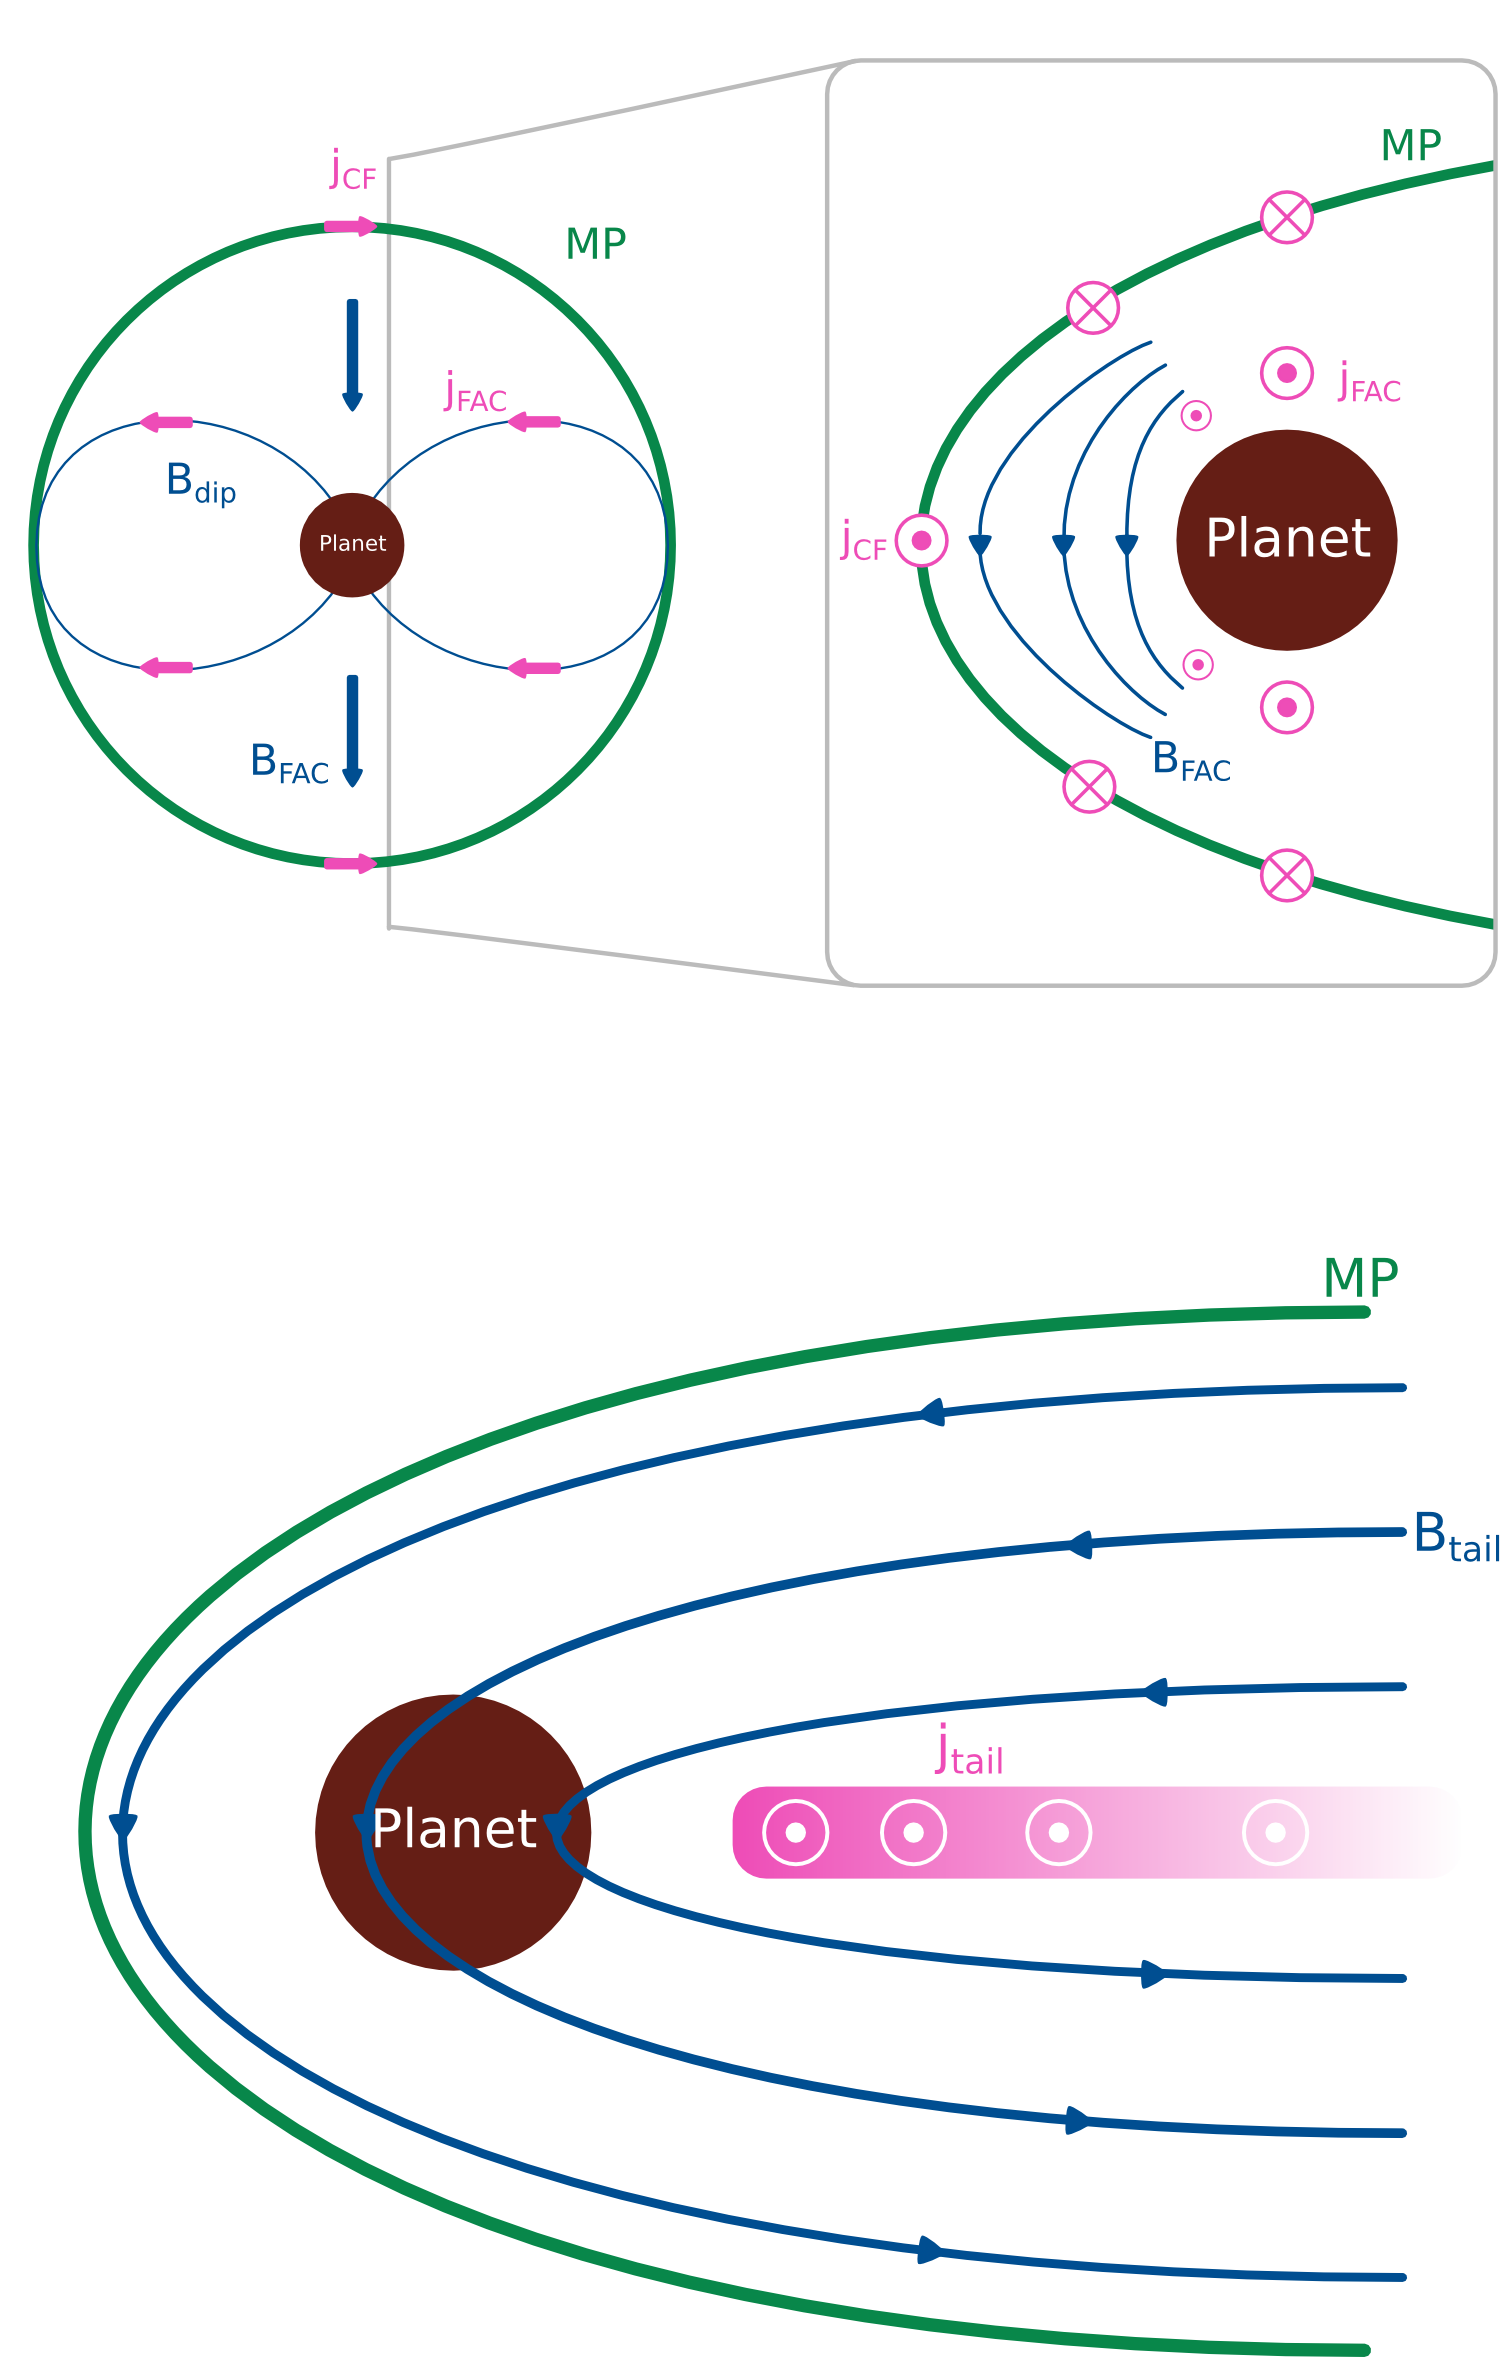 MP
jCF
MP
jFAC
jFAC
Bdip
Planet
Planet
jCF
BFAC
BFAC
MP
Btail
jtail
Planet